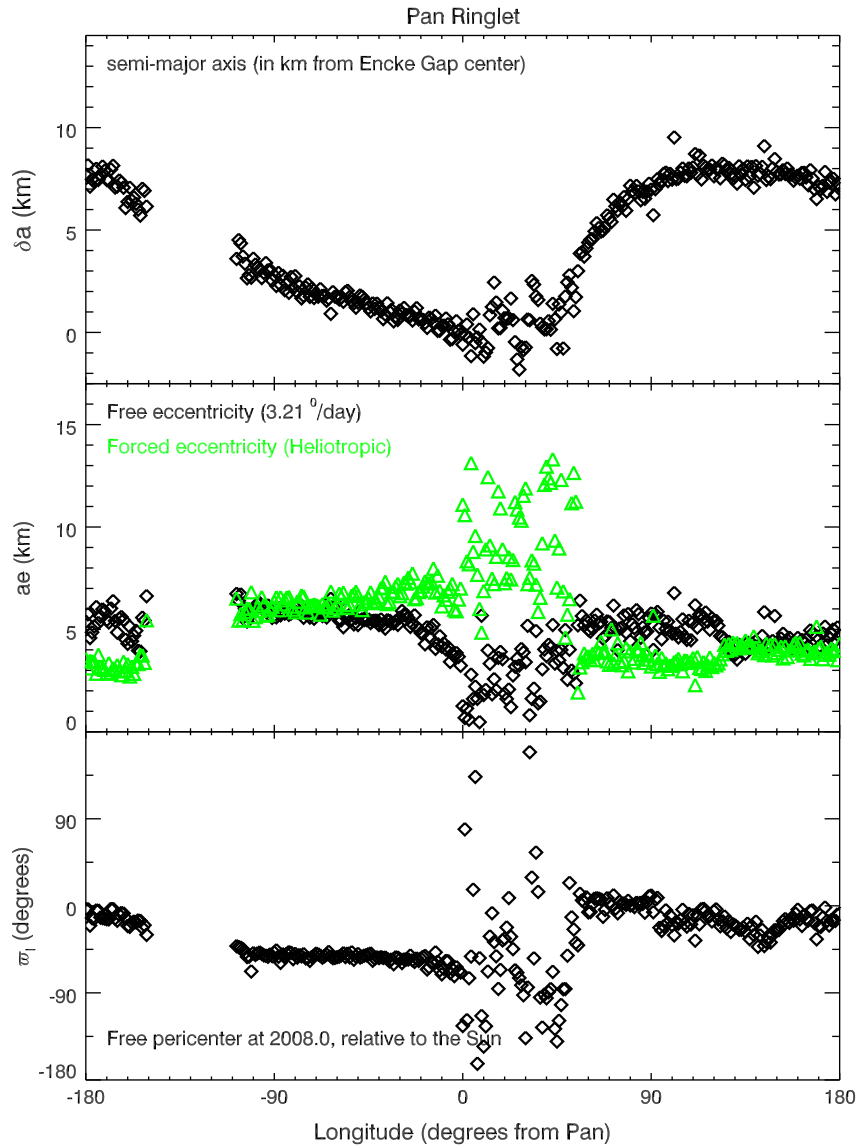 Pan Ringlet
semi-major axis (in km from Encke Gap center)
10
5
0
δa (km)
Free eccentricity (3.21 °/day)
Forced eccentricity (Heliotropic)
15
10
5
0
ae (km)
90
0
-90
-180
ϖl (degrees)
Free pericenter at 2008.0, relative to the Sun
-180 -90 0 90 180
Longitude (degrees from Pan)